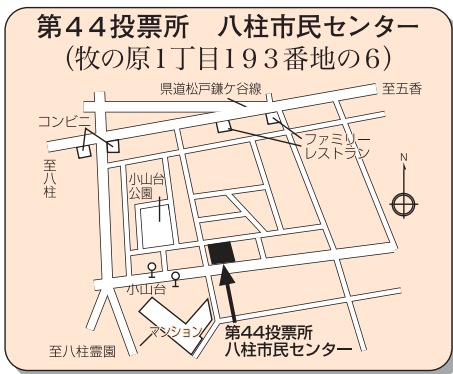 第44投票所　八柱市民センター
(牧の原1丁目193番地の6)
県道松戸鎌ケ谷線
至五香
コンビニ
ファミリー
レストラン
至八柱
小山台
公園
N
小山台
マンション
第44投票所
八柱市民センター
至八柱霊園